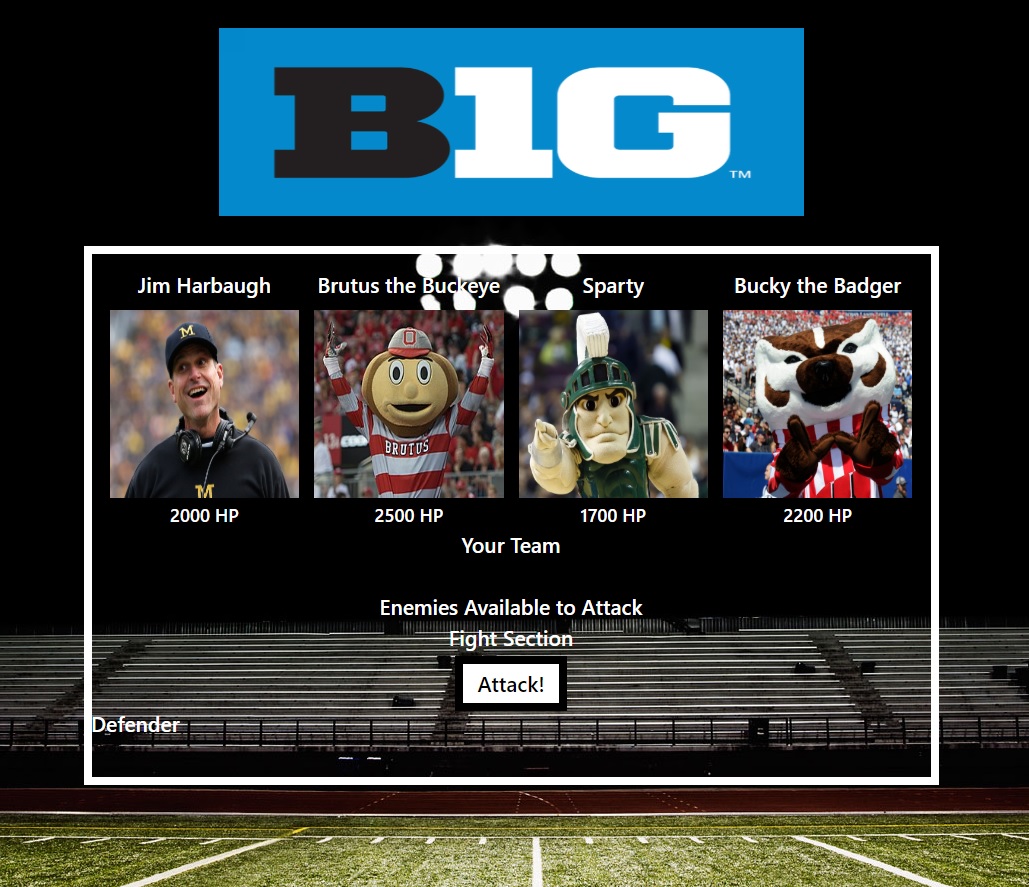 B1G™
Jim Harbaugh Brutus the Buckeye Sparty Bucky the Badger
M
O
BRUTUS
M
2000 HP 2500 HP 1700 HP 2200 HP
Your Team
Enemies Available to Attack
Fight Section
Attack!
Defender